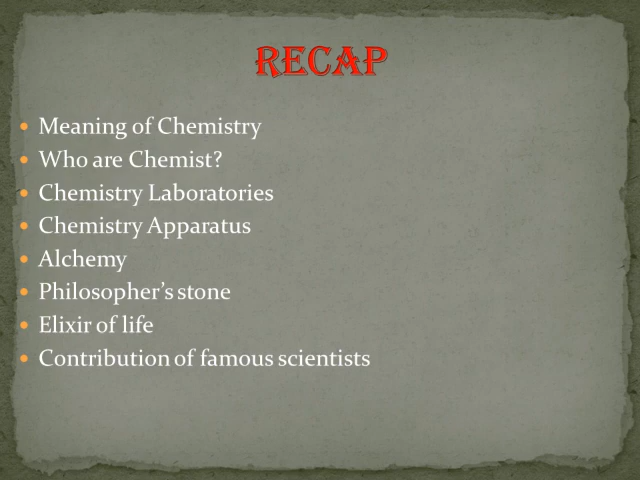 RECAP
• Meaning of Chemistry
• Who are Chemist?
• Chemistry Laboratories
• Chemistry Apparatus
• Alchemy
• Philosopher’s stone
• Elixir of life
• Contribution of famous scientists